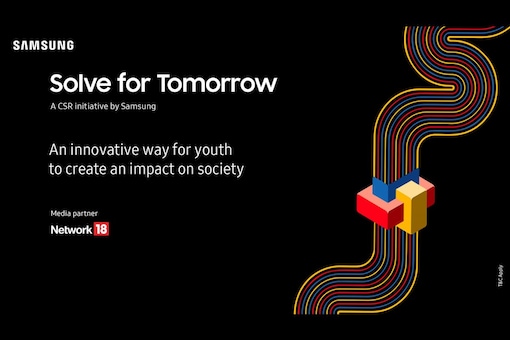 SAMSUNG
Solve for Tomorrow
A CSR initiative by Samsung
An innovative way for youth
to create an impact on society
Media partner
Network 18
T&C Apply